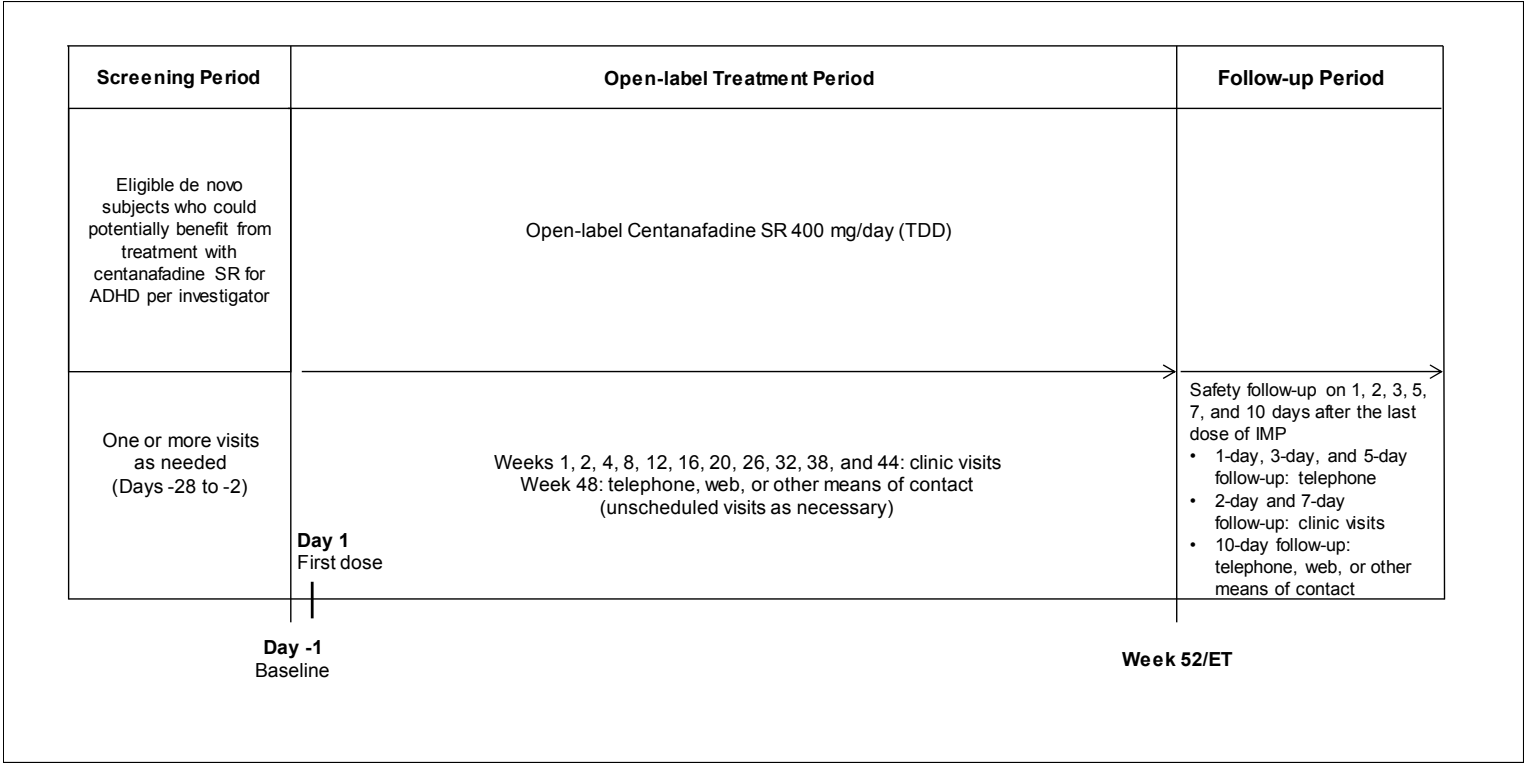 Screening Period
Open-label Treatment Period
Follow-up Period
Eligible de novo
subjects who could
potentially benefit from
treatment with
centanafadine SR for
ADHD per investigator
Open-label Centanafadine SR 400 mg/day (TDD)
One or more visits
as needed
(Days -28 to -2)
Weeks 1, 2, 4, 8, 12, 16, 20, 26, 32, 38, and 44: clinic visits
Week 48: telephone, web, or other means of contact
(unscheduled visits as necessary)
Day 1
First dose
Safety follow-up on 1, 2, 3, 5,
7, and 10 days after the last
dose of IMP
• 1-day, 3-day, and 5-day
follow-up: telephone
• 2-day and 7-day
follow-up: clinic visits
• 10-day follow-up:
telephone, web, or other
means of contact
Day -1
Baseline
Week 52/ET